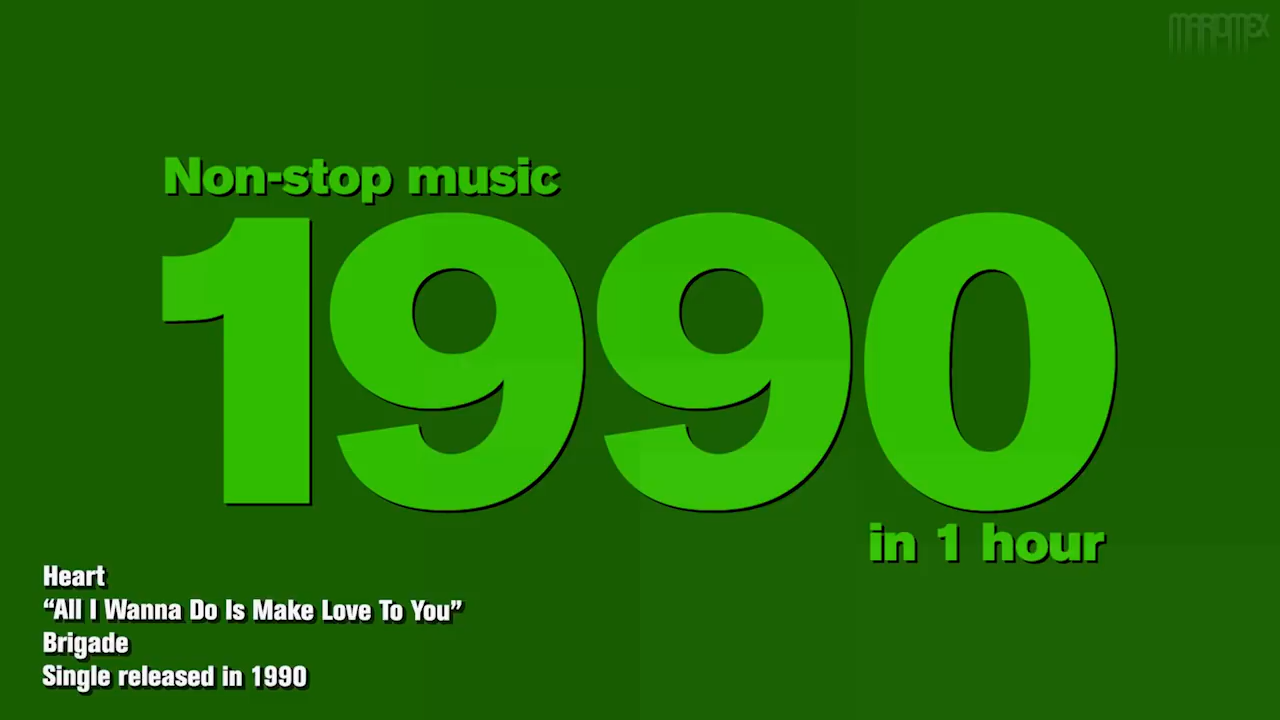 MARDMEX
Non-stop music
1990
in 1 hour
Heart
“All I Wanna Do Is Make Love To You”
Brigade
Single released in 1990